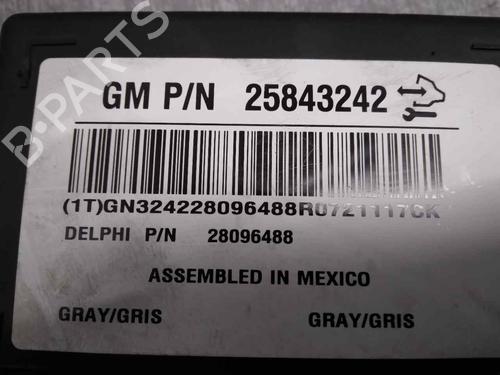 GM P/N 25843242
(1T)GN324228096488R0721117CK
DELPHI P/N 28096488
ASSEMBLED IN MEXICO
GRAY/GRIS GRAY/GRIS
B-PARTS